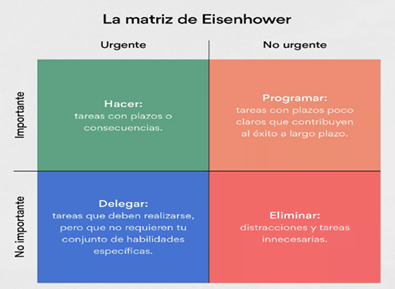 La matriz de Eisenhower
Urgente
No urgente
Importante
Hacer:
tareas con plazos o
consecuencias.
Programar:
tareas con plazos poco
claros que contribuyen
al éxito a largo plazo.
No importante
Delegar:
tareas que deben realizarse,
pero que no requieren tu
conjunto de habilidades
específicas.
Eliminar:
distracciones y tareas
innecesarias.